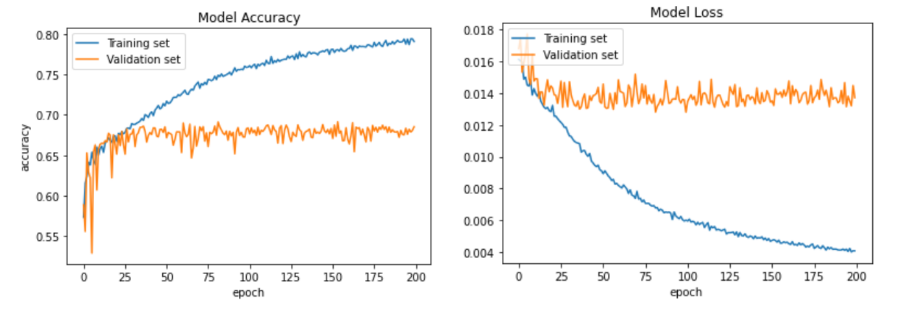 Model Accuracy
0.80
0.75
0.70
0.65
0.60
0.55
accuracy
Training set
Validation set
0 25 50 75 100 125 150 175 200
epoch
Model Loss
0.018
0.016
0.014
0.012
0.010
0.008
0.006
0.004
Training set
Validation set
0 25 50 75 100 125 150 175 200
epoch